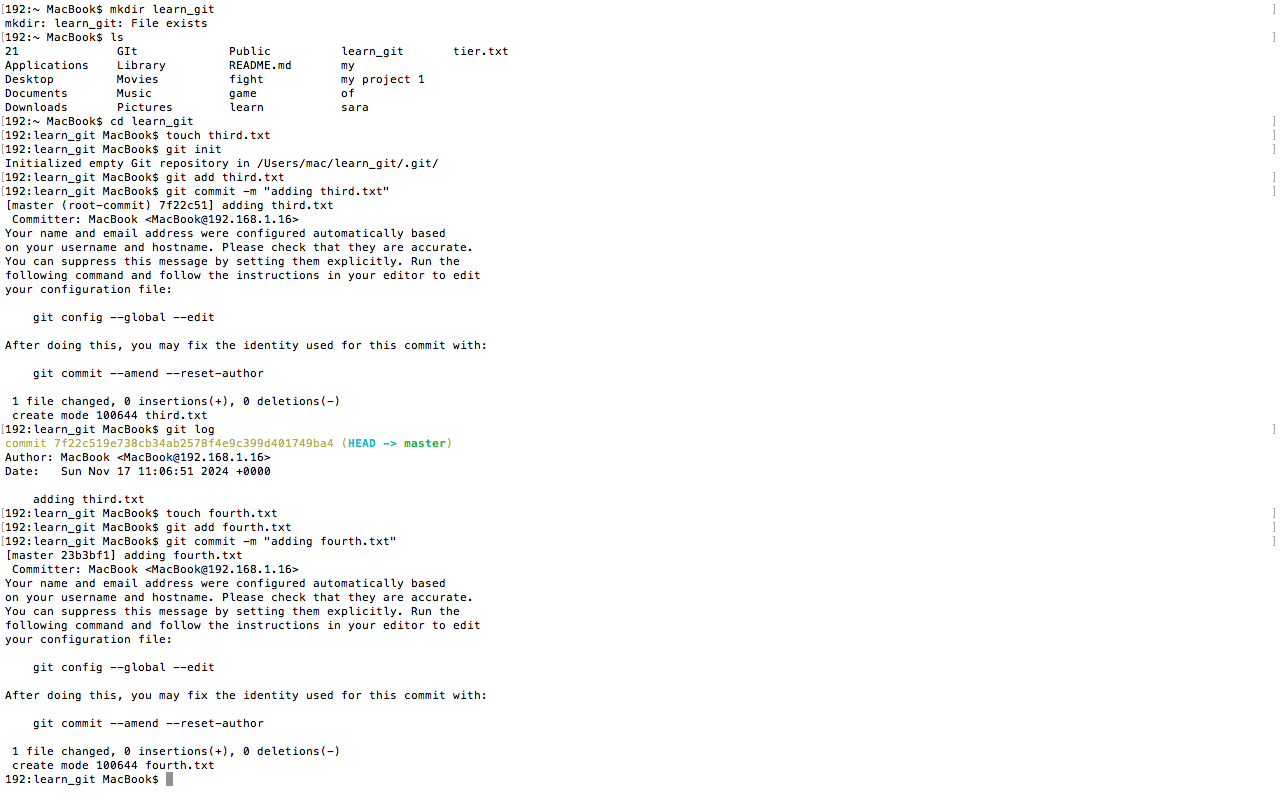 [192:~ MacBook$ mkdir learn_git ]
mkdir: learn_git: File exists
[192:~ MacBook$ ls ]
21 GIt Public learn_git tier.txt
Applications Library README.md my
Desktop Movies fight my project 1
Documents Music game of
Downloads Pictures learn sara
[192:~ MacBook$ cd learn_git ]
[192:learn_git MacBook$ touch third.txt ]
[192:learn_git MacBook$ git init ]
Initialized empty Git repository in /Users/mac/learn_git/.git/
[192:learn_git MacBook$ git add third.txt ]
[192:learn_git MacBook$ git commit -m "adding third.txt" ]
[master (root-commit) 7f22c51] adding third.txt
 Committer: MacBook <MacBook@192.168.1.16>
Your name and email address were configured automatically based
on your username and hostname. Please check that they are accurate.
You can suppress this message by setting them explicitly. Run the
following command and follow the instructions in your editor to edit
your configuration file:

    git config --global --edit

After doing this, you may fix the identity used for this commit with:

    git commit --amend --reset-author

 1 file changed, 0 insertions(+), 0 deletions(-)
 create mode 100644 third.txt
[192:learn_git MacBook$ git log ]
commit 7f22c519e738cb34ab2578f4e9c399d401749ba4 (HEAD -> master)
Author: MacBook <MacBook@192.168.1.16>
Date:   Sun Nov 17 11:06:51 2024 +0000

    adding third.txt
[192:learn_git MacBook$ touch fourth.txt ]
[192:learn_git MacBook$ git add fourth.txt ]
[192:learn_git MacBook$ git commit -m "adding fourth.txt" ]
[master 23b3bf1] adding fourth.txt
 Committer: MacBook <MacBook@192.168.1.16>
Your name and email address were configured automatically based
on your username and hostname. Please check that they are accurate.
You can suppress this message by setting them explicitly. Run the
following command and follow the instructions in your editor to edit
your configuration file:

    git config --global --edit

After doing this, you may fix the identity used for this commit with:

    git commit --amend --reset-author

 1 file changed, 0 insertions(+), 0 deletions(-)
 create mode 100644 fourth.txt
192:learn_git MacBook$